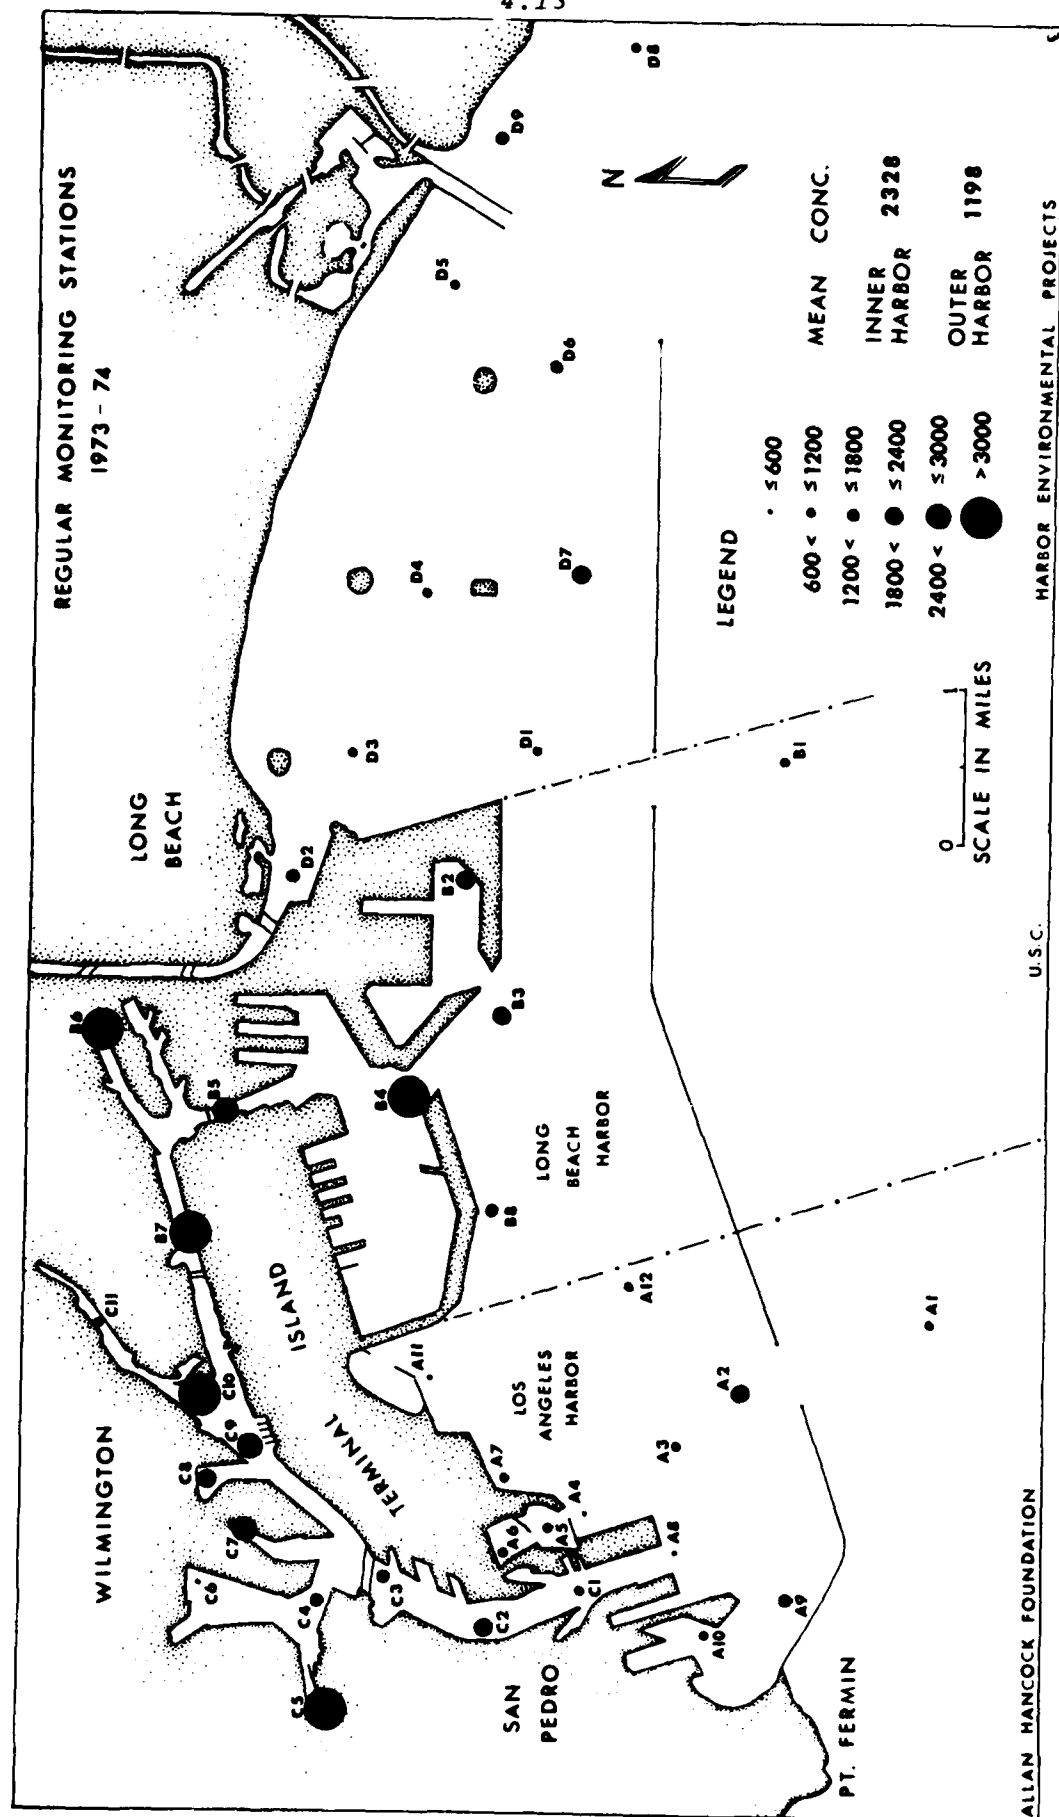 4.13
REGULAR MONITORING STATIONS
1973 - 74
WILMINGTON
LONG
BEACH
C5
C6
C7
C8
C9
C10
C11
B7
B6
B5
C4
C3
C2
C1
TERMINAL
ISLAND
SAN
PEDRO
A6
A5
A4
A7
A11
LOS
ANGELES
HARBOR
A3
A8
A10
A9
A2
A12
A1
B8
B4
B3
B2
LONG
BEACH
HARBOR
B1
D2
D3
D1
D4
D7
D5
D6
D9
D8
PT. FERMIN
N
LEGEND
≤600
600 < ≤1200
1200 < ≤1800
1800 < ≤2400
2400 < ≤3000
>3000
MEAN CONC.
INNER
HARBOR 2328
OUTER
HARBOR 1198
0 1
SCALE IN MILES
ALLAN HANCOCK FOUNDATION
U.S.C.
HARBOR ENVIRONMENTAL PROJECTS